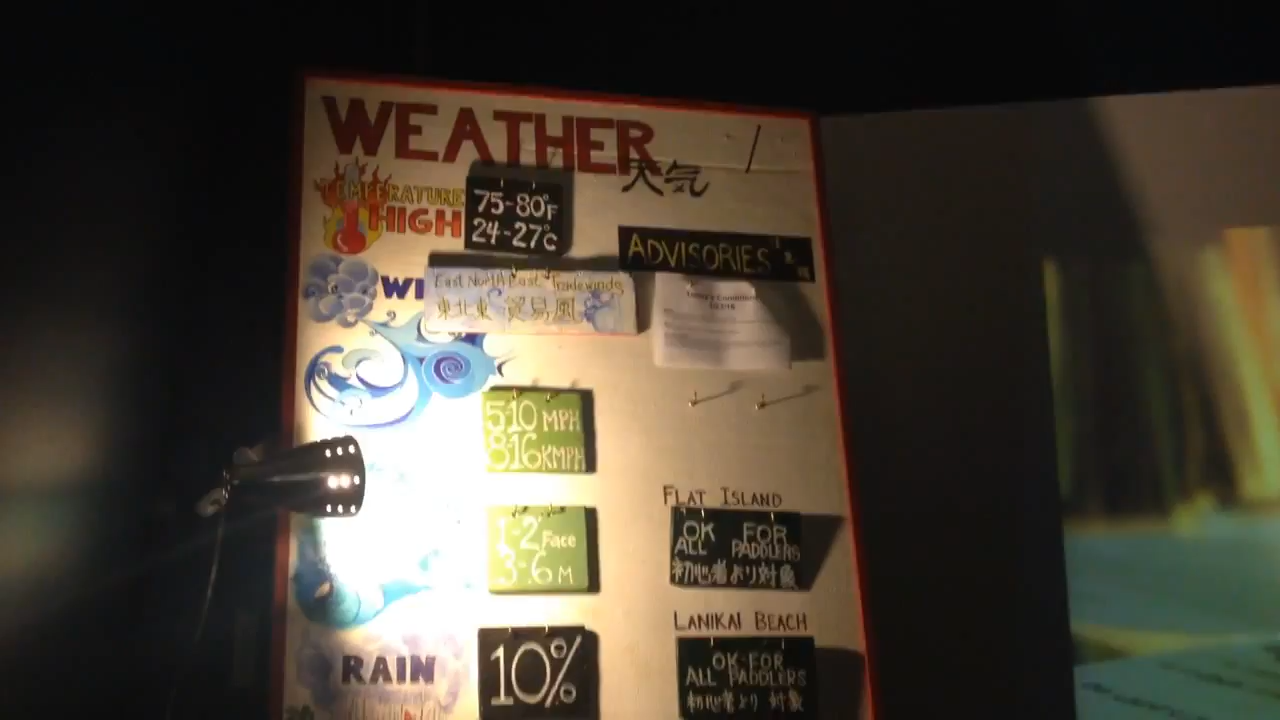 WEATHER
天気
TEMPERATURE
HIGH
75-80°F
24-27°C
ADVISORIES
East North East Tradewinds
東北東 貿易風
5-10 MPH
8-16 KMPH
1-2 Face
3-.6 M
RAIN
10%
FLAT ISLAND
OK FOR
ALL PADDLERS
初心者より対象
LANIKAI BEACH
OK FOR
ALL PADDLERS
初心者より 対象